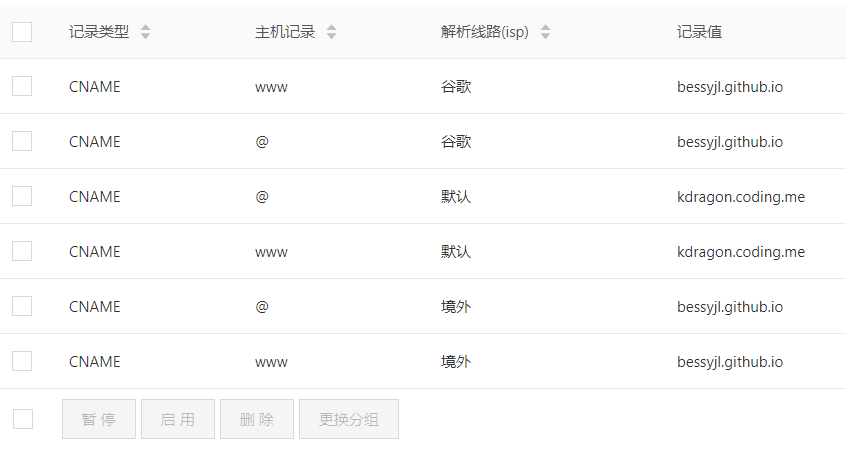 记录类型 主机记录 解析线路(isp) 记录值
CNAME www 谷歌 bessyjl.github.io
CNAME @ 谷歌 bessyjl.github.io
CNAME @ 默认 kdragon.coding.me
CNAME www 默认 kdragon.coding.me
CNAME @ 境外 bessyjl.github.io
CNAME www 境外 bessyjl.github.io
暂 停 启 用 删 除 更换分组